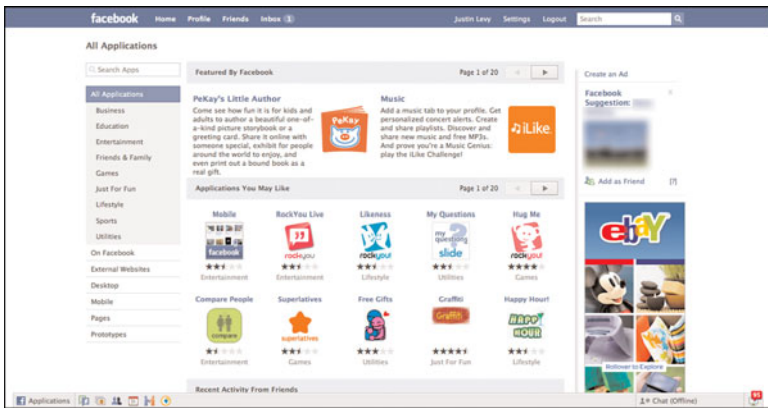 facebook Home Profile Friends Inbox 1 Justin Levy Settings Logout Search
All Applications
Search Apps
All Applications
Business
Education
Entertainment
Friends & Family
Games
Just For Fun
Lifestyle
Sports
Utilities
On Facebook
External Websites
Desktop
Mobile
Pages
Prototypes
Featured By Facebook Page 1 of 20
PeKay's Little Author
Come see how fun it is for kids and
adults to author a beautiful one-of-
a-kind picture storybook or a
greeting card. Share it online with
someone special, exhibit for people
around the world to enjoy, and
even print out a bound book as a
real gift.
PeKay
Music
Add a music tab to your profile. Get
personalized concert alerts. Create
and share playlists. Discover and
share new music and free MP3s.
And prove you're a Music Genius:
play the iLike Challenge!
iLike
Applications You May Like Page 1 of 20
Mobile RockYou Live Likeness My Questions Hug Me
facebook rockyou rockyou! my questions slide rockyou!
Entertainment Entertainment Lifestyle Utilities Games
Compare People Superlatives Free Gifts Graffiti Happy Hour!
compare superlatives Graffiti HAPPY HOUR
Entertainment Games Utilities Just For Fun Lifestyle
Recent Activity From Friends
Create an Ad
Facebook
Suggestion:
Add as Friend [?]
ebay
Rollover to Explore
Applications Chat (Offline)